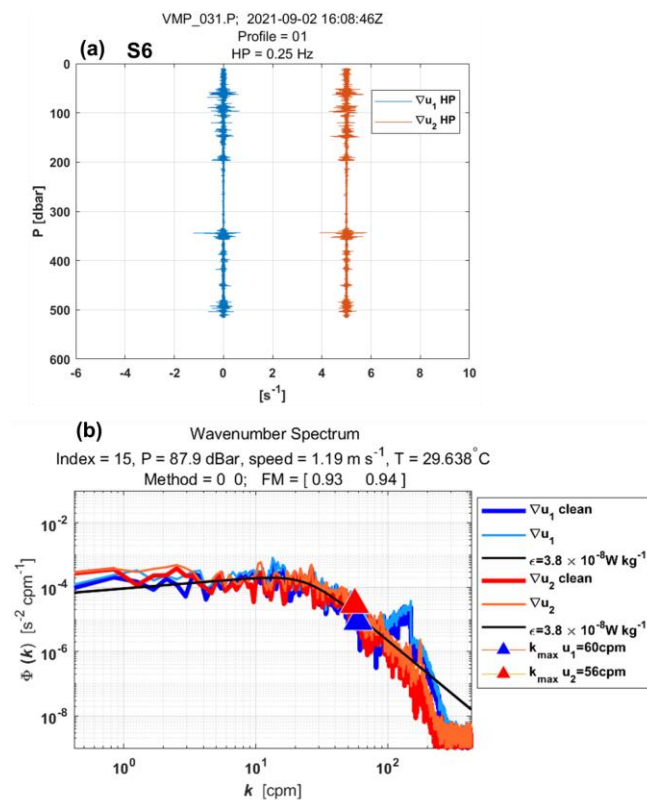 VMP_031.P; 2021-09-02 16:08:46Z
(a) S6 Profile = 01
HP = 0.25 Hz
0
100
200
300
400
500
600
P [dbar]
∇u₁ HP
∇u₂ HP
-6 -4 -2 0 2 4 6 8 10
[s⁻¹]
(b)
Wavenumber Spectrum
Index = 15, P = 87.9 dBar, speed = 1.19 m s⁻¹, T = 29.638°C
Method = 0 0; FM = [ 0.93 0.94 ]
10⁻²
10⁻⁴
10⁻⁶
10⁻⁸
Φ (k) [s⁻² cpm⁻¹]
10⁰ 10¹ 10²
k [cpm]
∇u₁ clean
∇u₁
ϵ=3.8 × 10⁻⁸W kg⁻¹
∇u₂ clean
∇u₂
ϵ=3.8 × 10⁻⁸W kg⁻¹
kmax u₁=60cpm
kmax u₂=56cpm